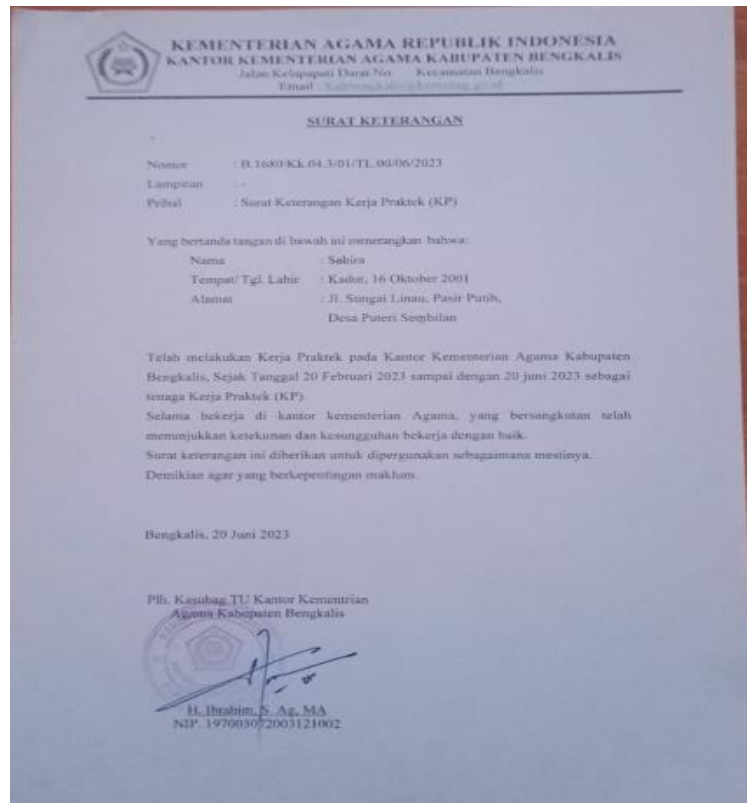 KEMENTERIAN AGAMA REPUBLIK INDONESIA
KANTOR KEMENTERIAN AGAMA KABUPATEN BENGKALIS
Jalan Kelapapati Darat No. Kecamatan Bengkalis
Email :
SURAT KETERANGAN
Nomor : B.1680/Kk.04.3/01/TL.00/06/2023
Lampiran : -
Prihal : Surat Keterangan Kerja Praktek (KP)
Yang bertanda tangan di bawah ini menerangkan bahwa:
Nama : Sabira
Tempat/ Tgl. Lahir : Kadur, 16 Oktober 2001
Alamat : Jl. Sungai Linau, Pasir Putih,
Desa Puteri Sembilan
Telah melakukan Kerja Praktek pada Kantor Kementerian Agama Kabupaten
Bengkalis, Sejak Tanggal 20 Februari 2023 sampai dengan 20 juni 2023 sebagai
tenaga Kerja Praktek (KP).
Selama bekerja di kantor kementerian Agama, yang bersangkutan telah
menunjukkan ketekunan dan kesungguhan bekerja dengan baik.
Surat keterangan ini diberikan untuk dipergunakan sebagaimana mestinya.
Demikian agar yang berkepentingan maklum.
Bengkalis, 20 Juni 2023
Plh. Kasubag TU Kantor Kementrian
Agama Kabupaten Bengkalis
H. Ibrahim, S. Ag, MA
NIP. 197003072003121002